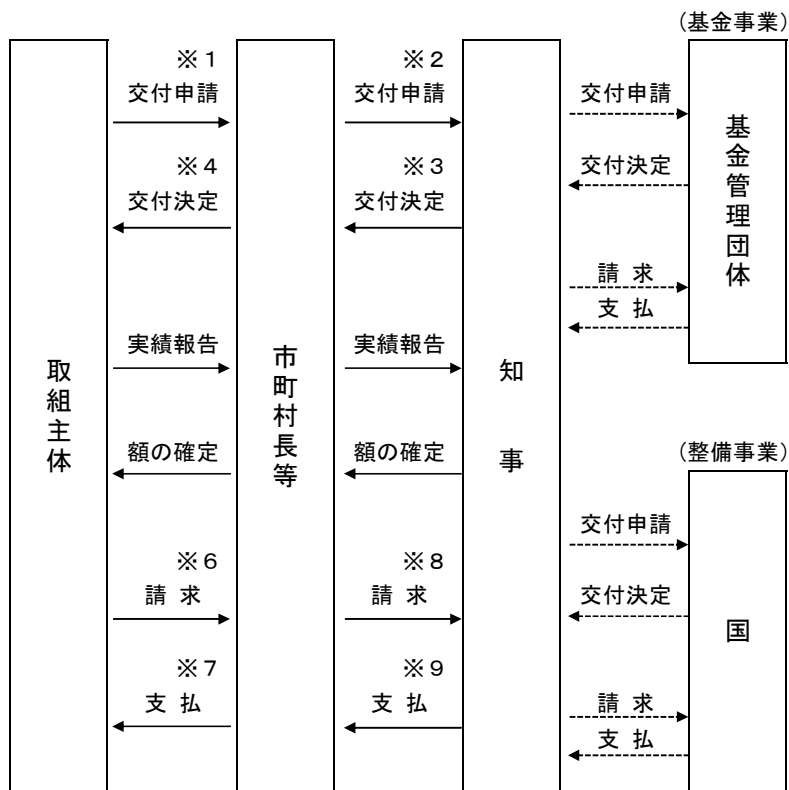 (基金事業)
※1
交付申請
※2
交付申請
交付申請
※4
交付決定
※3
交付決定
交付決定
請 求
支 払
基金管理団体
実績報告
実績報告
取組主体
市町村長等
知事
額の確定
額の確定
(整備事業)
交付申請
※6
請 求
※8
請 求
交付決定
国
※7
支 払
※9
支 払
請 求
支 払